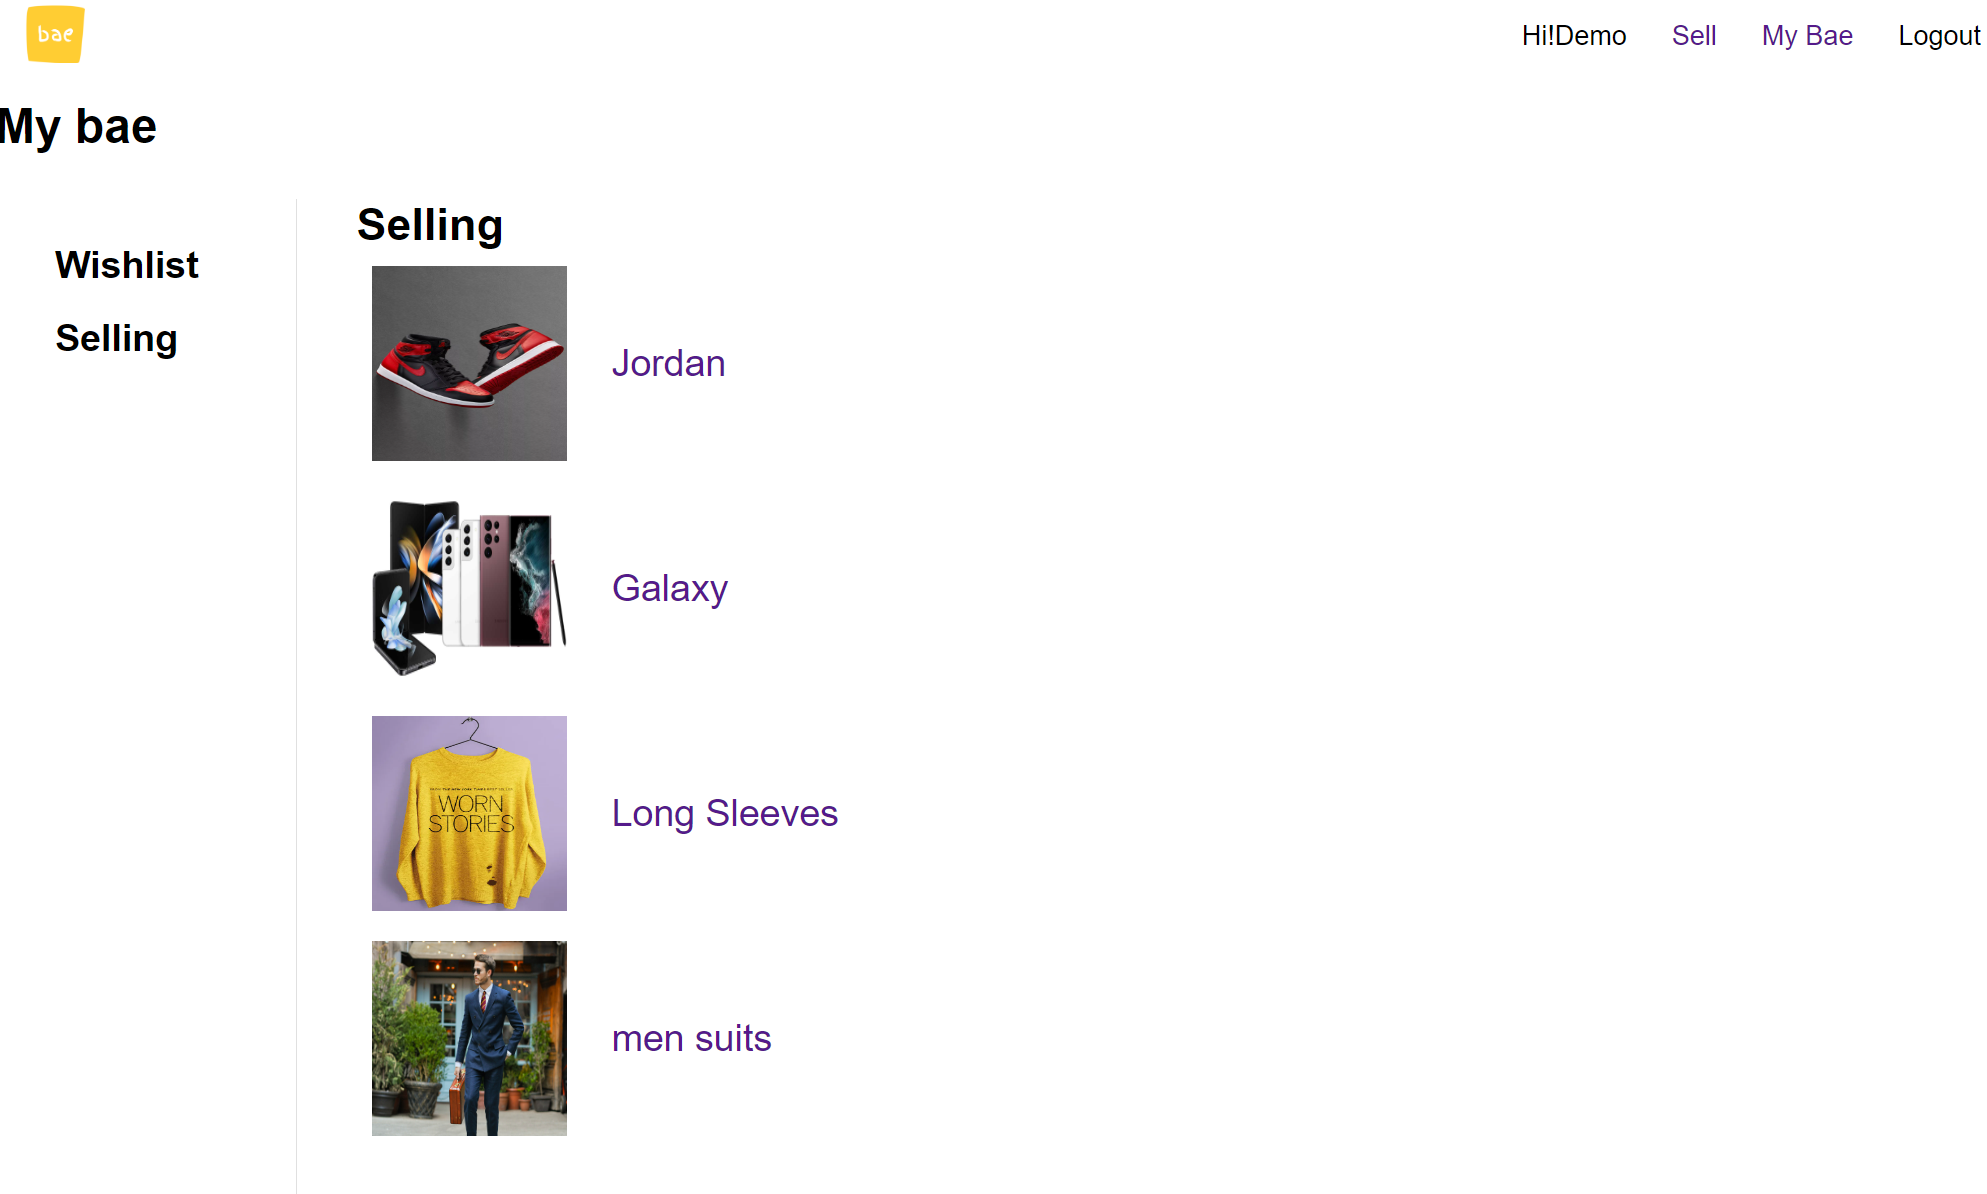 bae
Hi!Demo
Sell
My Bae
Logout
My bae
Wishlist
Selling
Selling
Jordan
Galaxy
WORN
STORIES
Long Sleeves
men suits